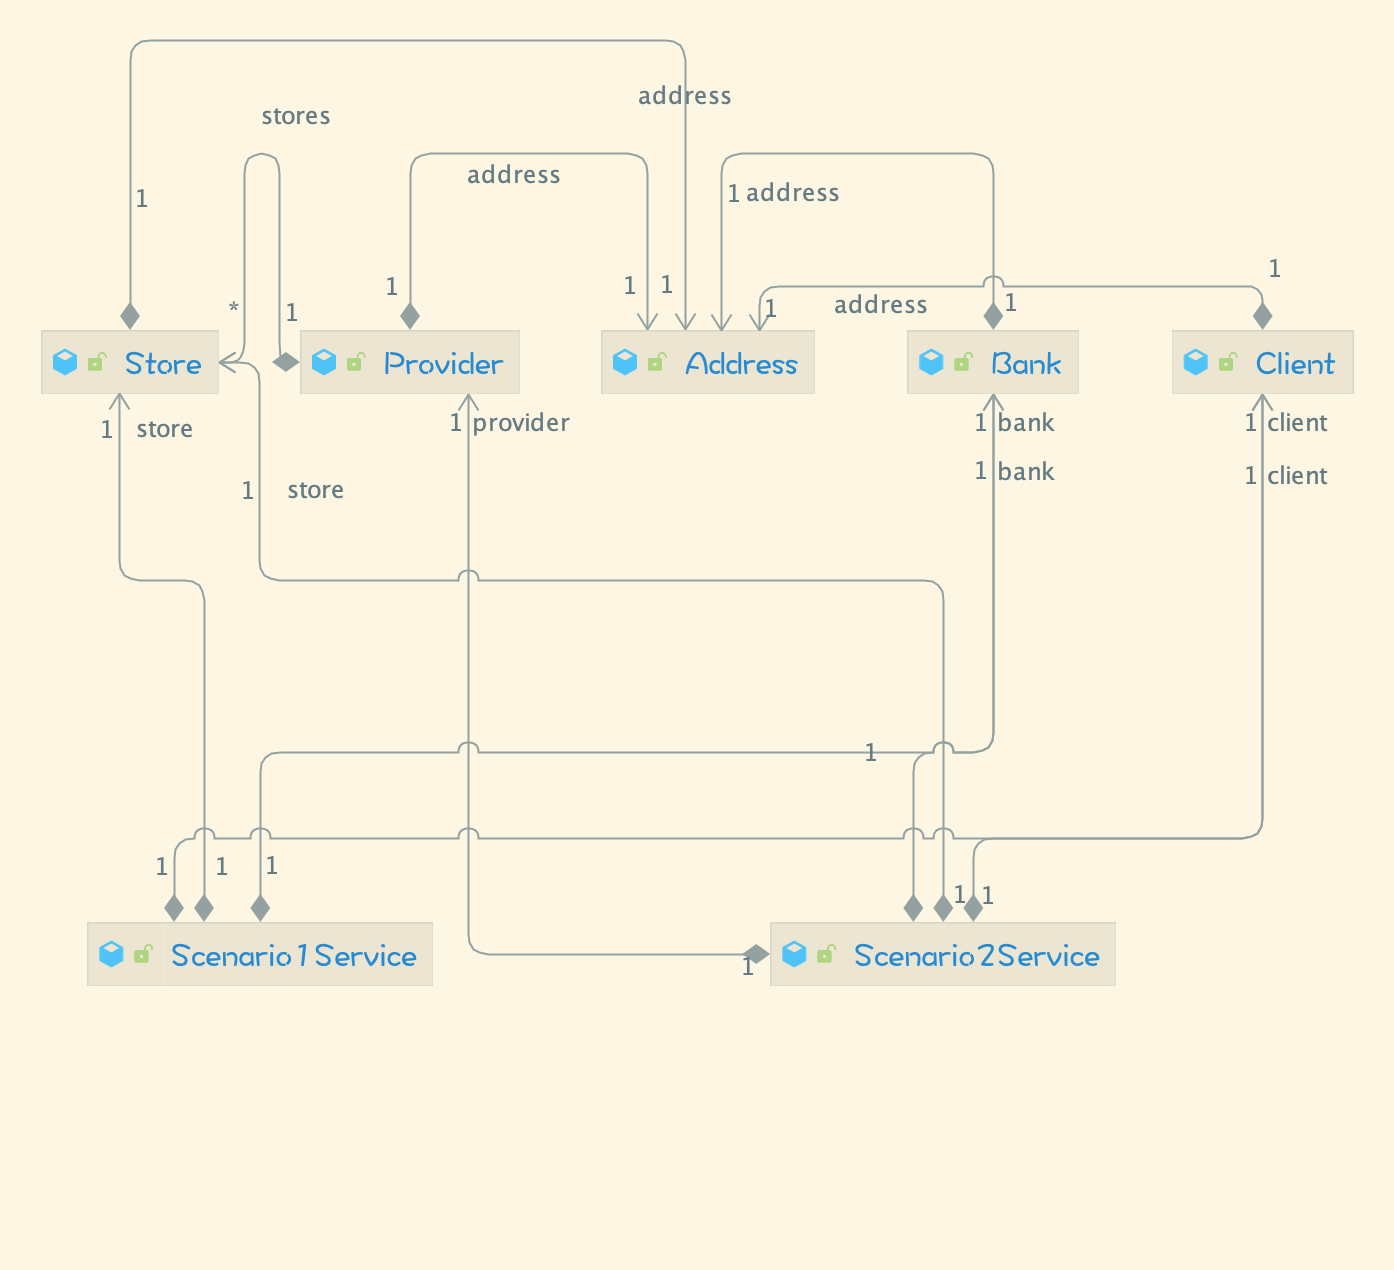 address
stores
address
1
1 address
1
1
1
1
1
*
1
1
address
1
Store
Provider
Address
Bank
Client
1 store
1 provider
1 bank
1 client
1 bank
1 client
1 store
1
1
1
1
1
1
Scenario1Service
Scenario2Service
1